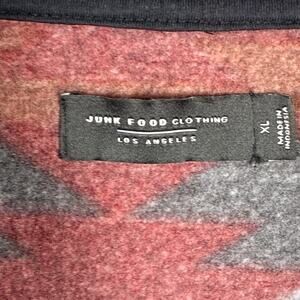 JUNK FOOD CLOTHING
LOS ANGELES
XL
MADE IN
INDONESIA